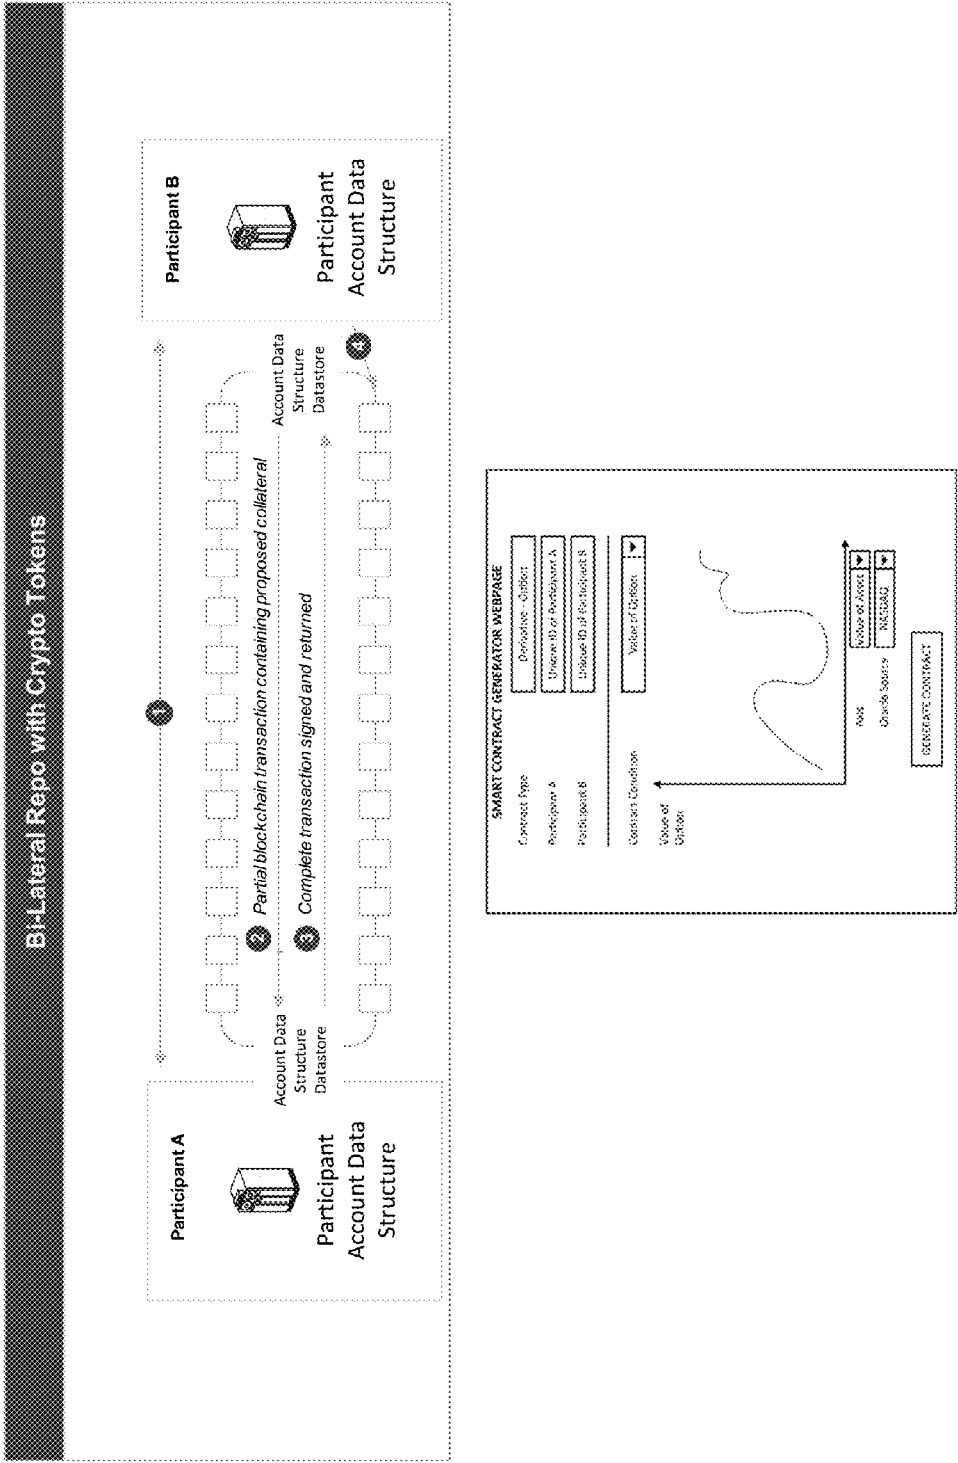 Bi-Lateral Repo with Crypto Tokens
1
Participant A
Participant
Account Data
Structure
Account Data
Structure
Datastore
2 Partial blockchain transaction containing proposed collateral
3 Complete transaction signed and returned
Account Data
Structure
Datastore
4
Participant B
Participant
Account Data
Structure
SMART CONTRACT GENERATOR WEBPAGE
Contract Type
Derivative - Option
Participant A
Unique ID of Participant A
Participant B
Unique ID of Participant B
Contract Condition
Value of Option
Value of
Option
Axis
Value of Asset
Oracle Source
NASDAQ
GENERATE CONTRACT